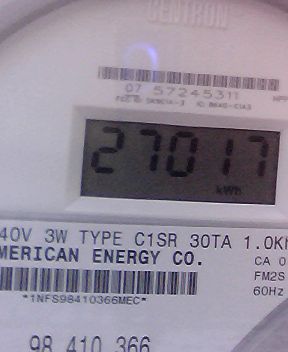 CENTRON
07 57245311
27017
kWh
40V 3W TYPE C1SR 30TA 1.0Kh
MERICAN ENERGY CO.
CA 0
FM2S
60Hz
*1NFS98410366MEC*
98 410 366